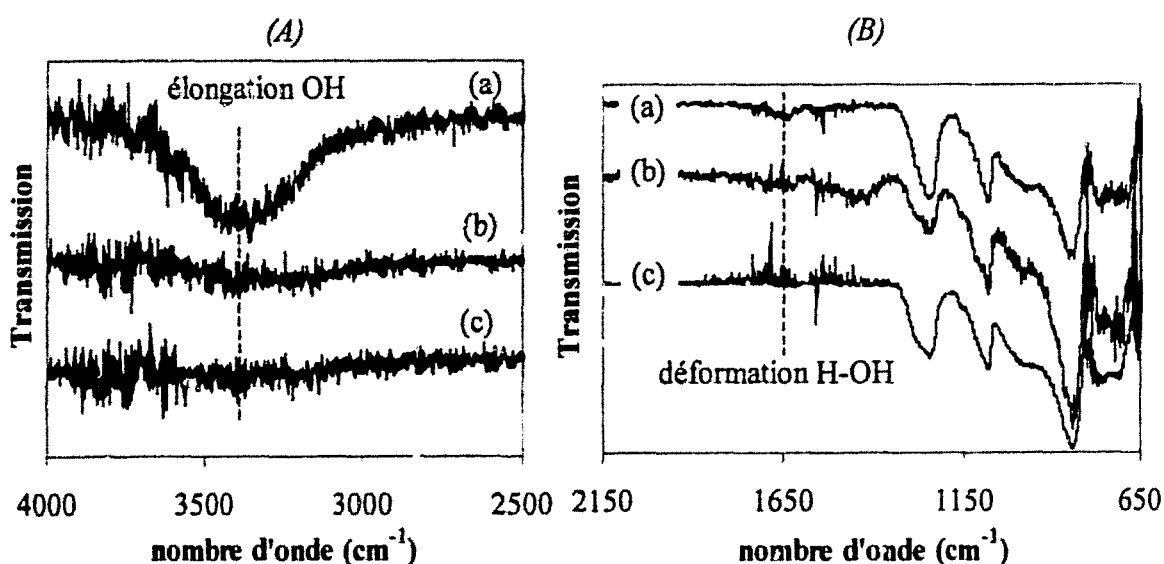 (A)
élongation OH
(a)
(b)
(c)
Transmission
4000 3500 3000 2500
nombre d'onde (cm-1)
(B)
(a)
(b)
(c)
déformation H-OH
Transmission
2150 1650 1150 650
nombre d'oade (cm-1)